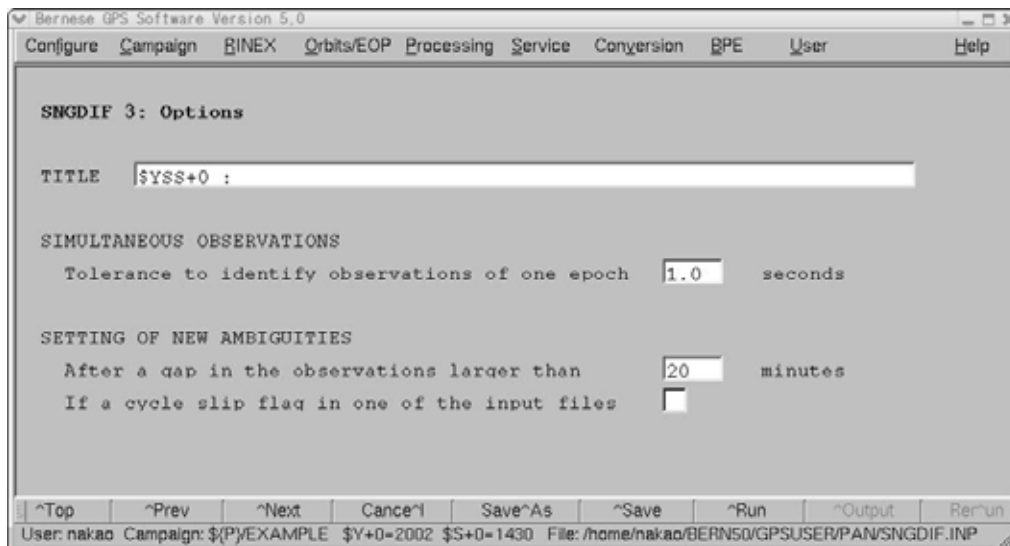 Bernese GPS Software Version 5.0
Configure Campaign RINEX Orbits/EOP Processing Service Conversion BPE User Help
SNGDIF 3: Options
TITLE $YSS+0 :
SIMULTANEOUS OBSERVATIONS
Tolerance to identify observations of one epoch 1.0 seconds
SETTING OF NEW AMBIGUITIES
After a gap in the observations larger than 20 minutes
If a cycle slip flag in one of the input files
^Top ^Prev ^Next Cance^l Save^As ^Save ^Run ^Output Rer^un
User: nakao Campaign: ${P}/EXAMPLE $Y+0=2002 $S+0=1430 File: /home/nakao/BERN50/GPSUSER/PAN/SNGDIF.INP